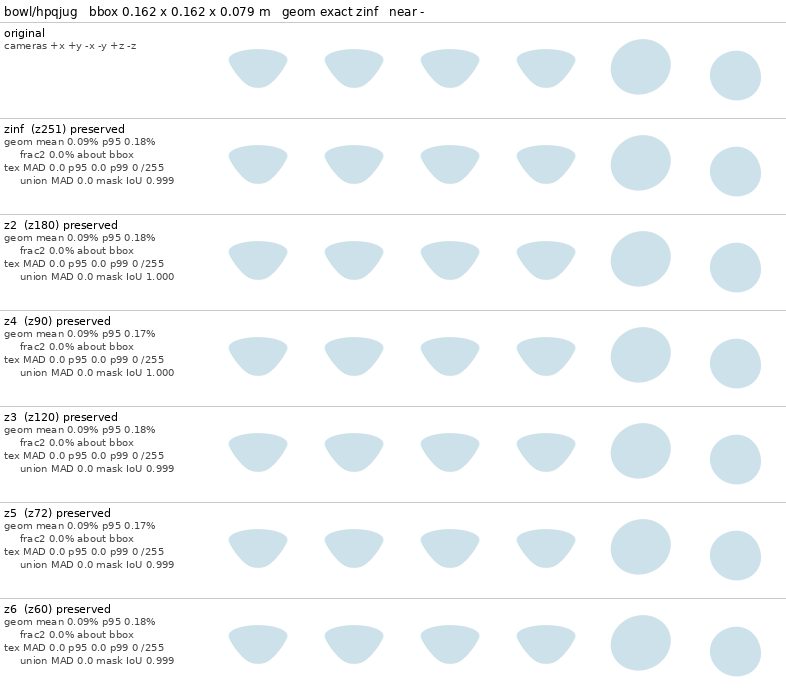 bowl/hpqjug   bbox 0.162 x 0.162 x 0.079 m   geom exact zinf   near -
original
cameras +x +y -x -y +z -z
zinf  (z251) preserved
geom mean 0.09% p95 0.18%
frac2 0.0% about bbox
tex MAD 0.0 p95 0.0 p99 0 /255
union MAD 0.0 mask IoU 0.999
z2  (z180) preserved
geom mean 0.09% p95 0.18%
frac2 0.0% about bbox
tex MAD 0.0 p95 0.0 p99 0 /255
union MAD 0.0 mask IoU 1.000
z4  (z90) preserved
geom mean 0.09% p95 0.17%
frac2 0.0% about bbox
tex MAD 0.0 p95 0.0 p99 0 /255
union MAD 0.0 mask IoU 1.000
z3  (z120) preserved
geom mean 0.09% p95 0.18%
frac2 0.0% about bbox
tex MAD 0.0 p95 0.0 p99 0 /255
union MAD 0.0 mask IoU 0.999
z5  (z72) preserved
geom mean 0.09% p95 0.17%
frac2 0.0% about bbox
tex MAD 0.0 p95 0.0 p99 0 /255
union MAD 0.0 mask IoU 0.999
z6  (z60) preserved
geom mean 0.09% p95 0.18%
frac2 0.0% about bbox
tex MAD 0.0 p95 0.0 p99 0 /255
union MAD 0.0 mask IoU 0.999